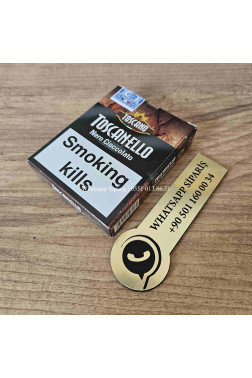 TOSCANO
TOSCANELLO
Nero Cioccolato
Smoking
kills
WHATSAPP SİPARİŞ
+90 501 160 00 34